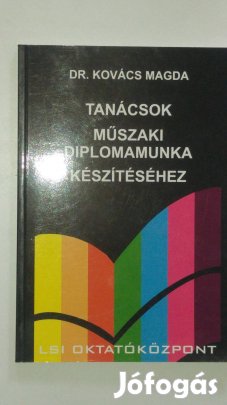 DR. KOVÁCS MAGDA
TANÁCSOK
MŰSZAKI
DIPLOMAMUNKA
KÉSZÍTÉSÉHEZ
LSI OKTATÓKÖZPONT
Jófogás